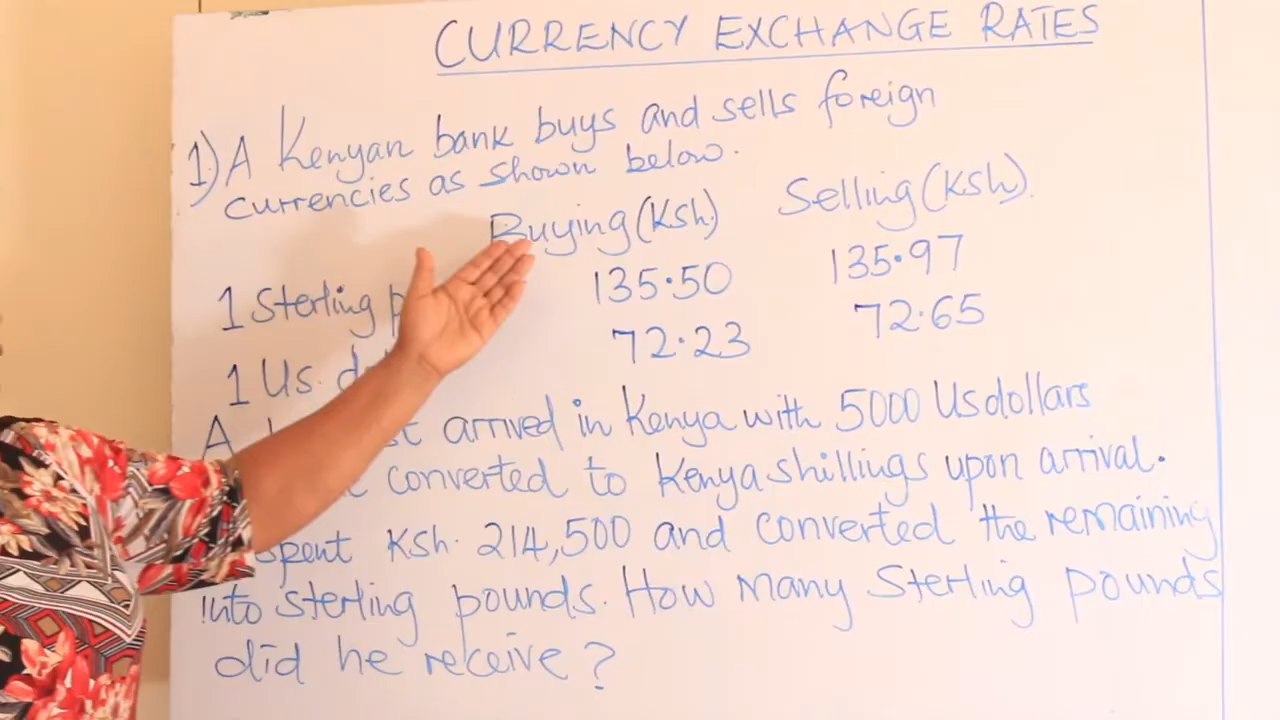 CURRENCY EXCHANGE RATES
1) A Kenyan bank buys and sells foreign
currencies as shown below.
Buying (Ksh) Selling (Ksh).
1 Sterling 135.50 135.97
1 Us. 72.23 72.65
A arrived in Kenya with 5000 Us dollars
converted to Kenya shillings upon arrival.
spent Ksh. 214,500 and converted the remaining
into sterling pounds. How many Sterling pounds
did he receive?